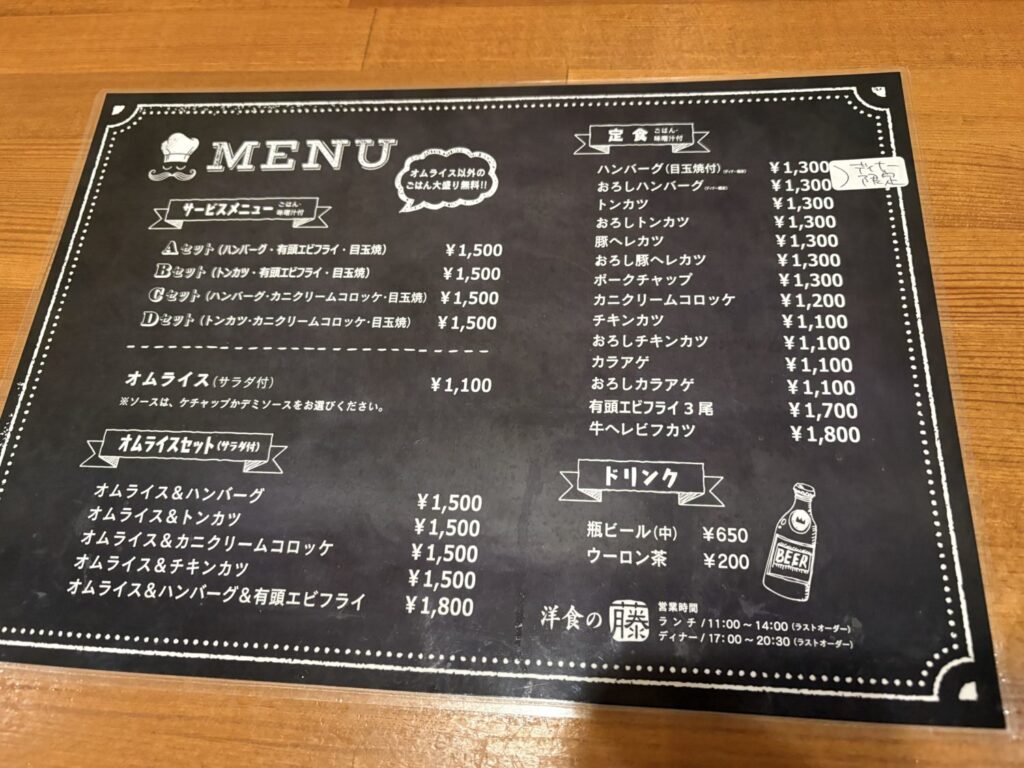 MENU
オムライス以外の
ごはん大盛り無料!!
サービスメニュー ごはん・味噌汁付
Aセット (ハンバーグ・有頭エビフライ・目玉焼) ¥1,500
Bセット (トンカツ・有頭エビフライ・目玉焼) ¥1,500
Cセット (ハンバーグ・カニクリームコロッケ・目玉焼) ¥1,500
Dセット (トンカツ・カニクリームコロッケ・目玉焼) ¥1,500
オムライス (サラダ付) ¥1,100
※ソースは、ケチャップかデミソースをお選びください。
オムライスセット (サラダ付)
オムライス&ハンバーグ ¥1,500
オムライス&トンカツ ¥1,500
オムライス&カニクリームコロッケ ¥1,500
オムライス&チキンカツ ¥1,500
オムライス&ハンバーグ&有頭エビフライ ¥1,800
定食 ごはん・味噌汁付
ハンバーグ (目玉焼付) ¥1,300
おろしハンバーグ ¥1,300
ディナー限定
トンカツ ¥1,300
おろしトンカツ ¥1,300
豚ヘレカツ ¥1,300
おろし豚ヘレカツ ¥1,300
ポークチャップ ¥1,300
カニクリームコロッケ ¥1,200
チキンカツ ¥1,100
おろしチキンカツ ¥1,100
カラアゲ ¥1,100
おろしカラアゲ ¥1,100
有頭エビフライ3尾 ¥1,700
牛ヘレビフカツ ¥1,800
ドリンク
瓶ビール (中) ¥650
ウーロン茶 ¥200
BEER
洋食の藤
営業時間
ランチ / 11:00〜14:00 (ラストオーダー)
ディナー / 17:00〜20:30 (ラストオーダー)